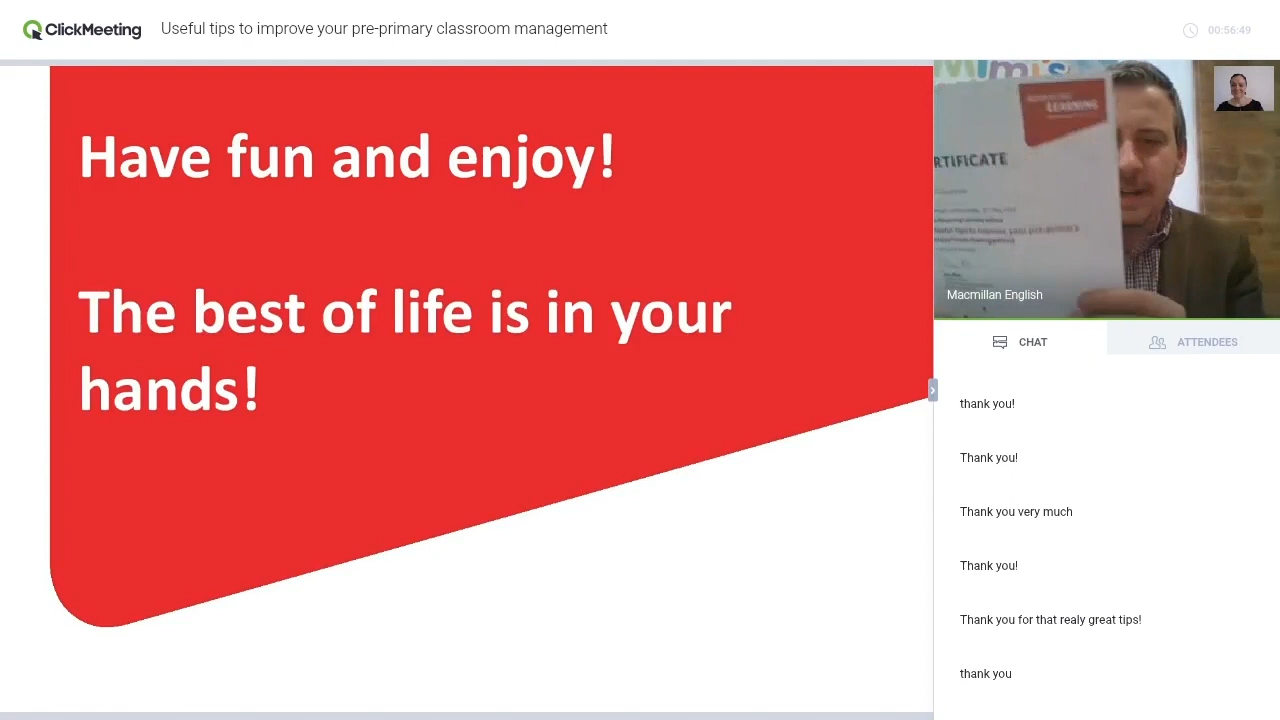 ClickMeeting
Useful tips to improve your pre-primary classroom management
00:56:49
Have fun and enjoy!
The best of life is in your
hands!
Mimi's
LEARNING
RTIFICATE
Macmillan English
CHAT
ATTENDEES
thank you!
Thank you!
Thank you very much
Thank you!
Thank you for that realy great tips!
thank you